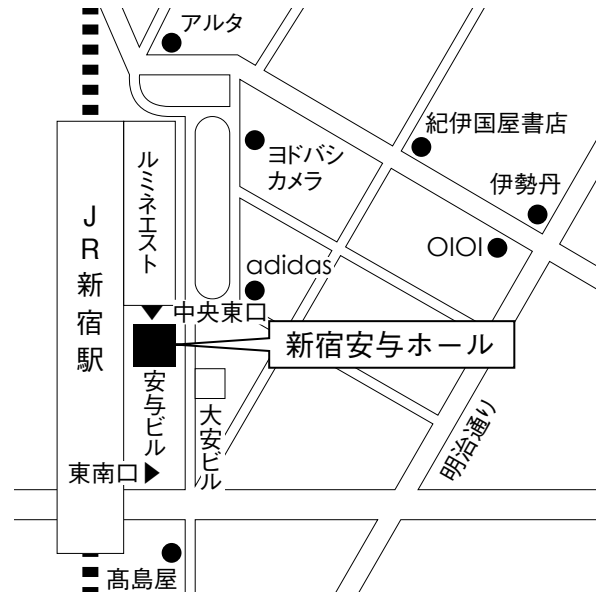 アルタ
紀伊国屋書店
ヨドバシ
カメラ
伊勢丹
ルミネエスト
JR新宿駅
OIOI
adidas
中央東口
新宿安与ホール
安与ビル
大安ビル
明治通り
東南口
髙島屋